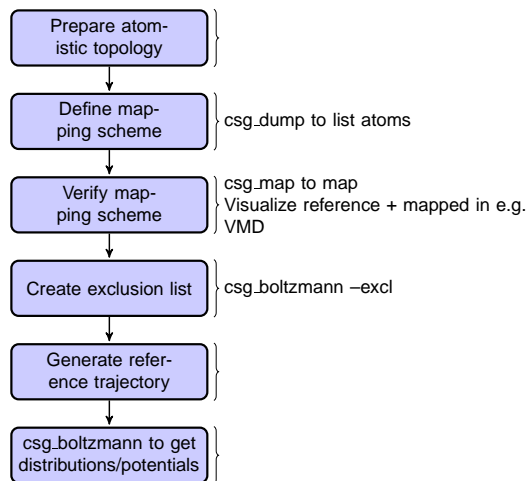 Prepare atom-
istic topology
Define map-
ping scheme
csg_dump to list atoms
Verify map-
ping scheme
csg_map to map
Visualize reference + mapped in e.g.
VMD
Create exclusion list
csg_boltzmann –excl
Generate refer-
ence trajectory
csg_boltzmann to get
distributions/potentials